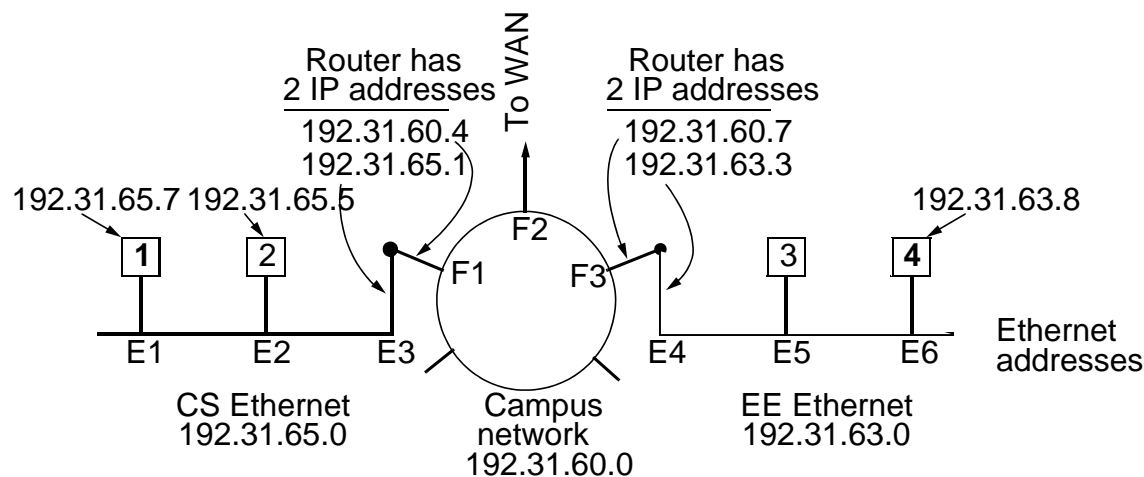 To WAN
Router has
2 IP addresses
192.31.60.4
192.31.65.1
Router has
2 IP addresses
192.31.60.7
192.31.63.3
192.31.65.7
192.31.65.5
192.31.63.8
1
2
3
4
F1
F2
F3
E1
E2
E3
E4
E5
E6
Ethernet
addresses
CS Ethernet
192.31.65.0
Campus
network
192.31.60.0
EE Ethernet
192.31.63.0